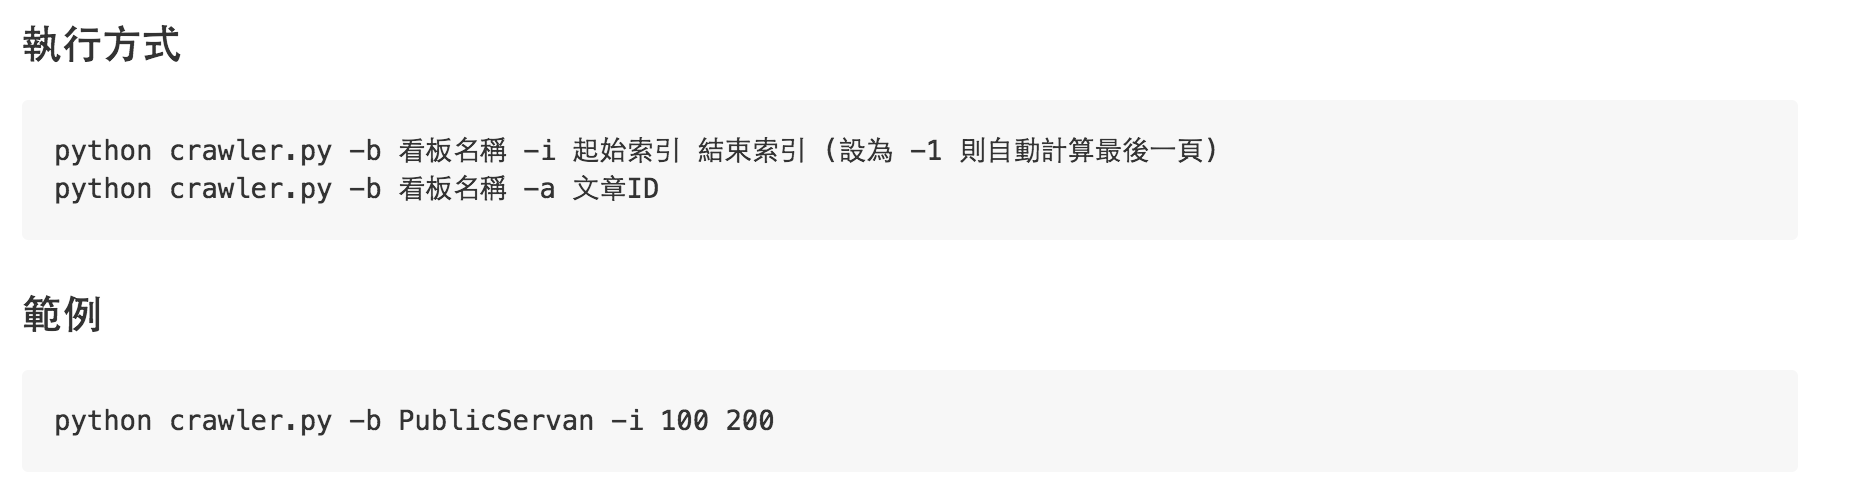 執行方式
python crawler.py -b 看板名稱 -i 起始索引 結束索引 (設為 -1 則自動計算最後一頁)
python crawler.py -b 看板名稱 -a 文章ID
範例
python crawler.py -b PublicServan -i 100 200